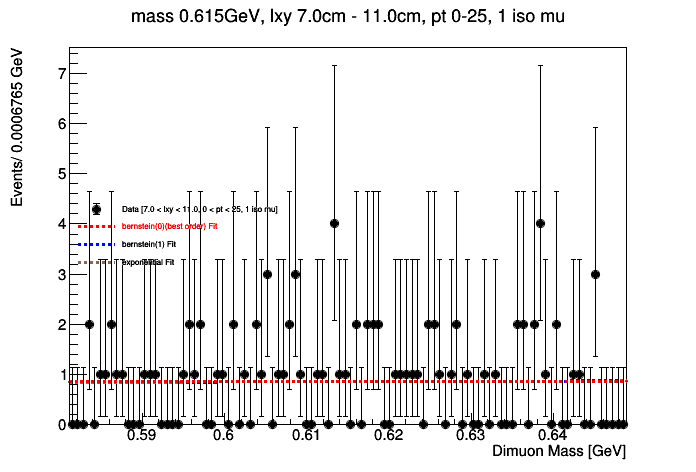 mass 0.615GeV, lxy 7.0cm - 11.0cm, pt 0-25, 1 iso mu
Events/ 0.0006765 GeV
7
6
5
4
3
2
1
0
Data [7.0 < lxy < 11.0, 0 < pt < 25, 1 iso mu]
bernstein(0)(best order) Fit
bernstein(1) Fit
exponential Fit
0.59 0.6 0.61 0.62 0.63 0.64
Dimuon Mass [GeV]